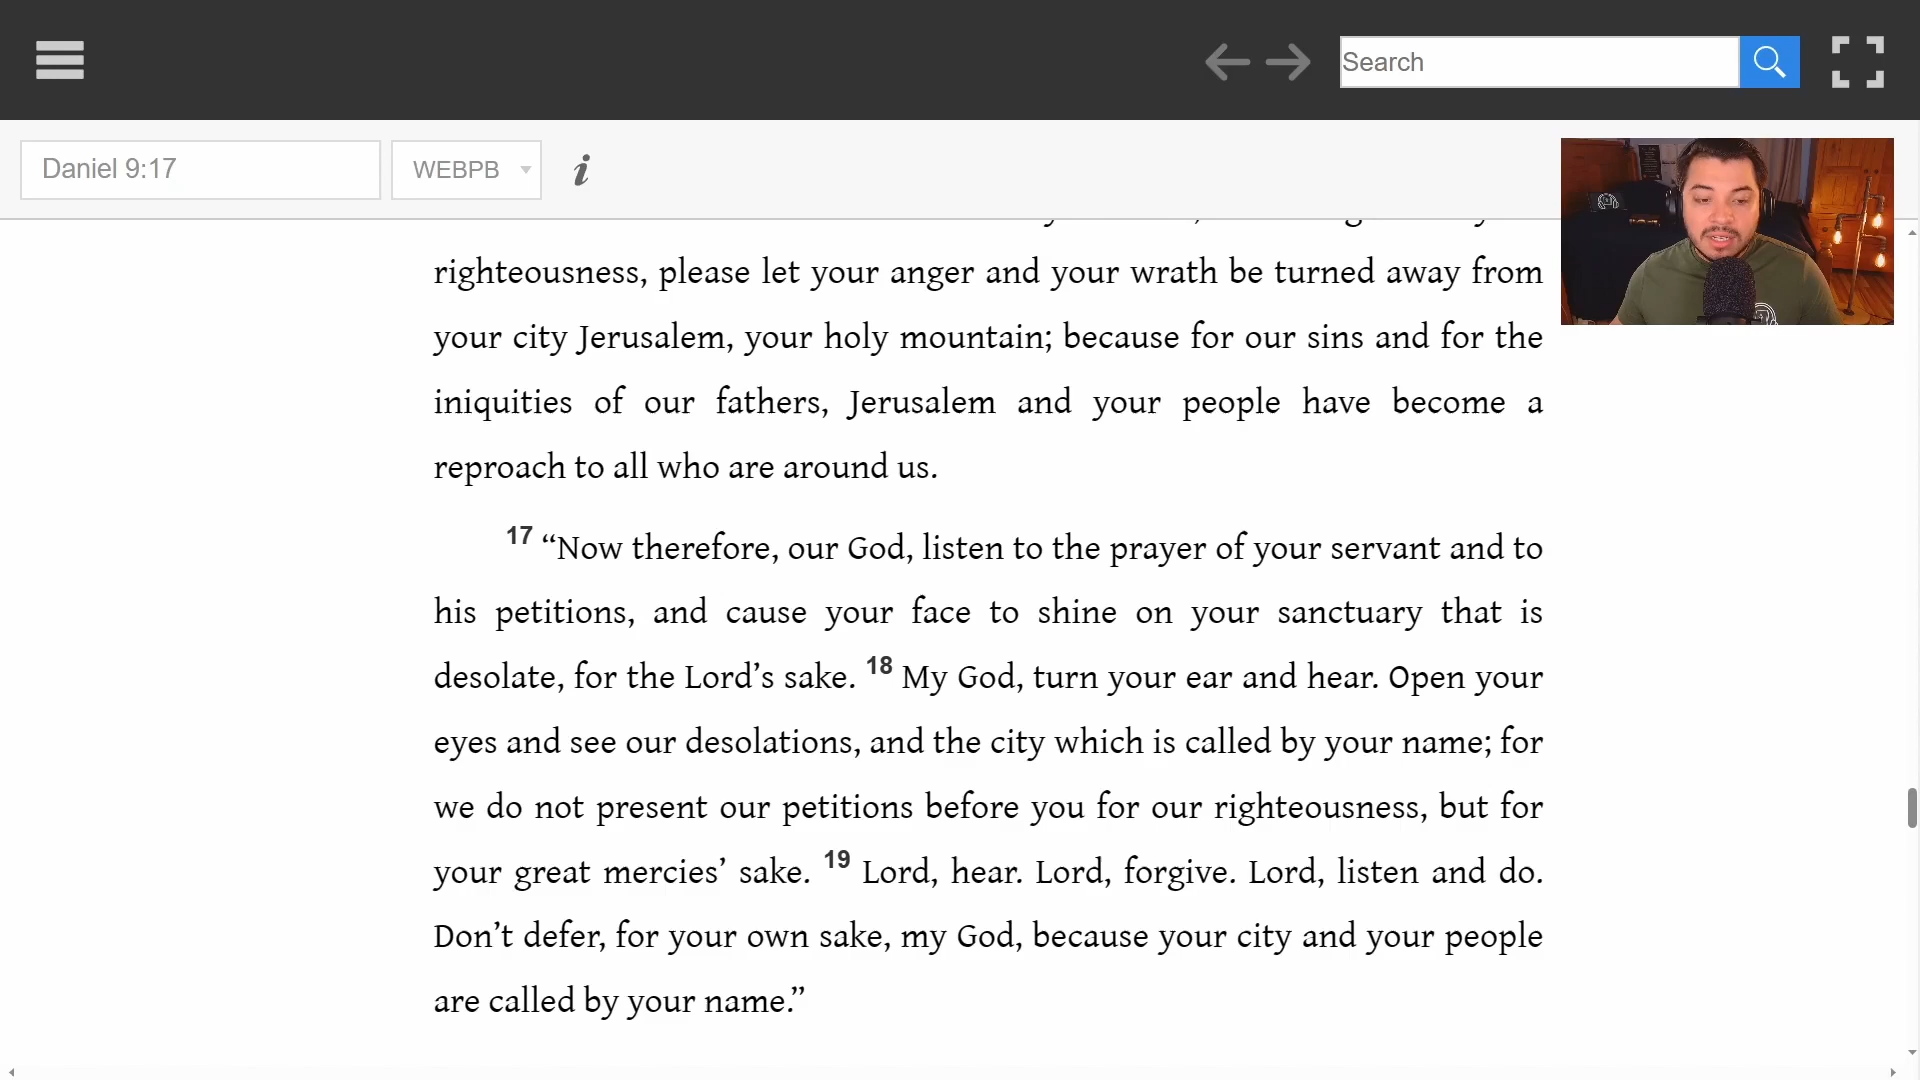 Search
Daniel 9:17
WEBPB
righteousness, please let your anger and your wrath be turned away from
your city Jerusalem, your holy mountain; because for our sins and for the
iniquities of our fathers, Jerusalem and your people have become a
reproach to all who are around us.
17 “Now therefore, our God, listen to the prayer of your servant and to
his petitions, and cause your face to shine on your sanctuary that is
desolate, for the Lord’s sake. 18 My God, turn your ear and hear. Open your
eyes and see our desolations, and the city which is called by your name; for
we do not present our petitions before you for our righteousness, but for
your great mercies’ sake. 19 Lord, hear. Lord, forgive. Lord, listen and do.
Don’t defer, for your own sake, my God, because your city and your people
are called by your name.”